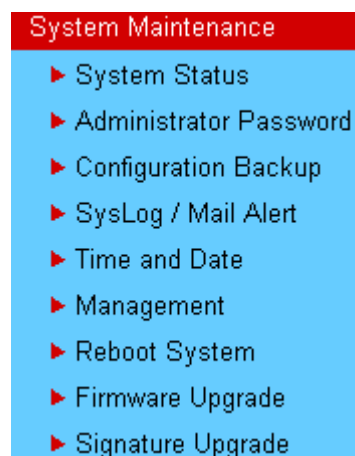 System Maintenance
System Status
Administrator Password
Configuration Backup
SysLog / Mail Alert
Time and Date
Management
Reboot System
Firmware Upgrade
Signature Upgrade